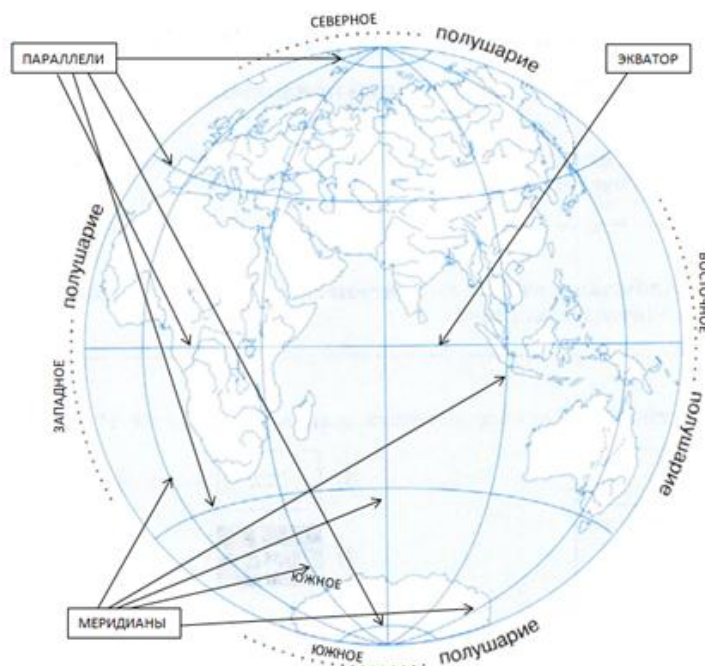 СЕВЕРНОЕ
полушарие
ПАРАЛЛЕЛИ
ЭКВАТОР
полушарие
ЗАПАДНОЕ
ВОСТОЧНОЕ
полушарие
ЮЖНОЕ
МЕРИДИАНЫ
ЮЖНОЕ
полушарие